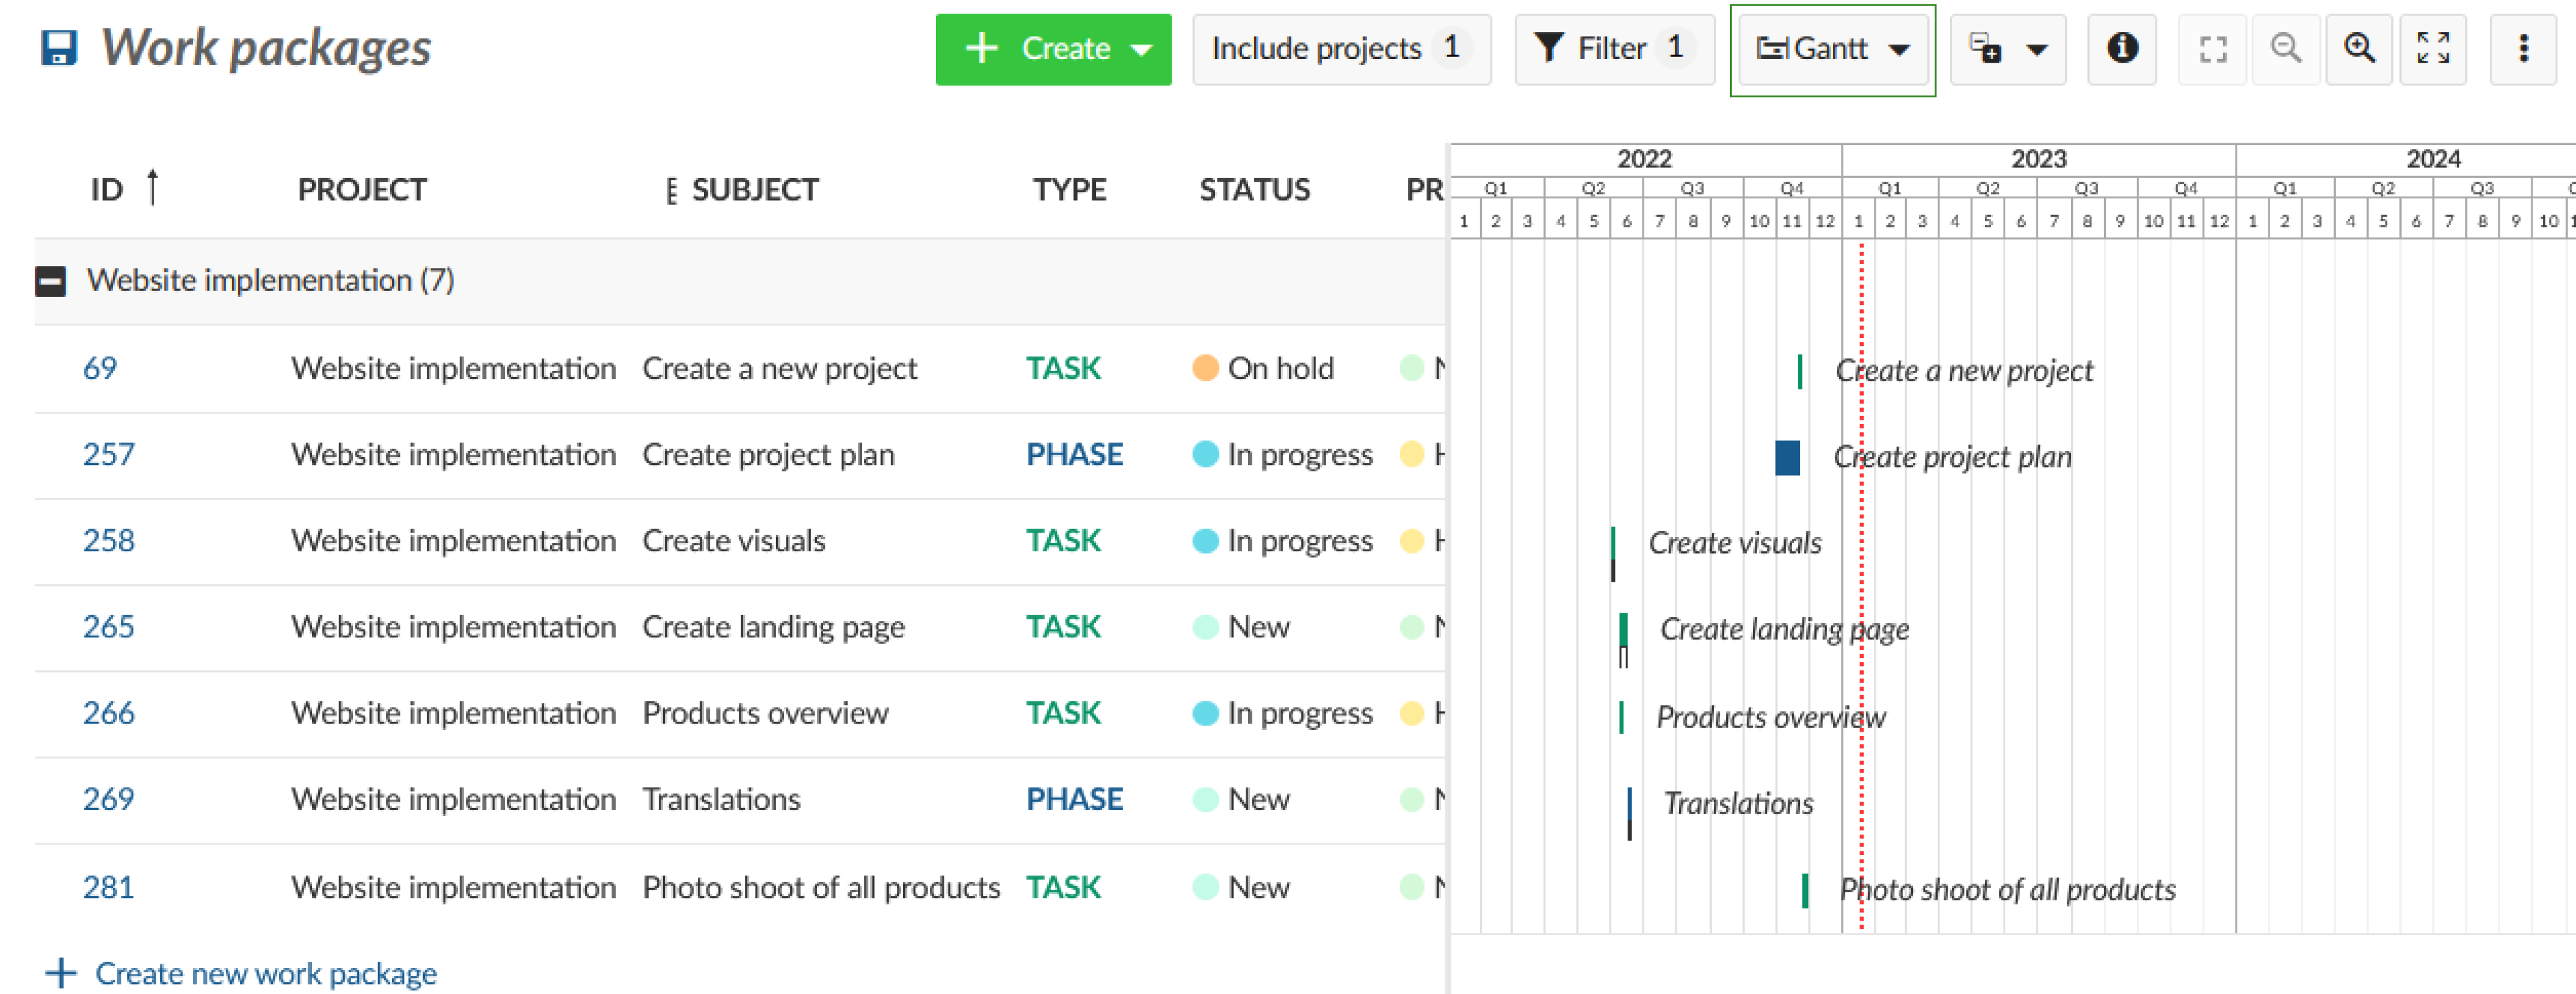 Work packages
+ Create
Include projects 1
Filter 1
Gantt
ID PROJECT SUBJECT TYPE STATUS PR
2022 2023 2024
Q1 Q2 Q3 Q4 Q1 Q2 Q3 Q4 Q1 Q2 Q3
1 2 3 4 5 6 7 8 9 10 11 12 1 2 3 4 5 6 7 8 9 10 11 12 1 2 3 4 5 6 7 8 9 10
Website implementation (7)
69 Website implementation Create a new project TASK On hold Create a new project
257 Website implementation Create project plan PHASE In progress Create project plan
258 Website implementation Create visuals TASK In progress Create visuals
265 Website implementation Create landing page TASK New Create landing page
266 Website implementation Products overview TASK In progress Products overview
269 Website implementation Translations PHASE New Translations
281 Website implementation Photo shoot of all products TASK New Photo shoot of all products
+ Create new work package